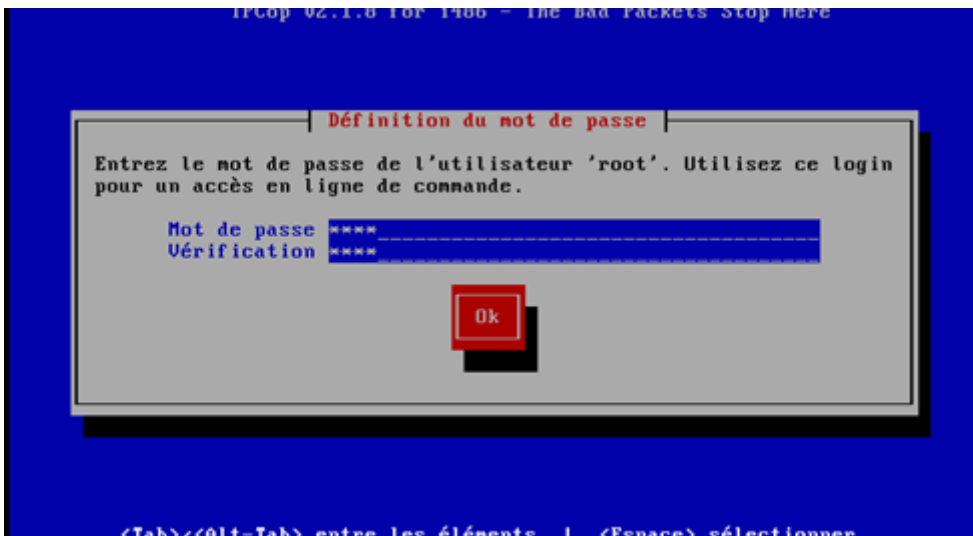 IPCop v2.1.8 for i486 - The Bad Packets Stop Here
Définition du mot de passe
Entrez le mot de passe de l'utilisateur 'root'. Utilisez ce login
pour un accès en ligne de commande.
Mot de passe ****
Vérification ****
Ok
<Tab>/<Alt-Tab> entre les éléments | <Espace> sélectionner